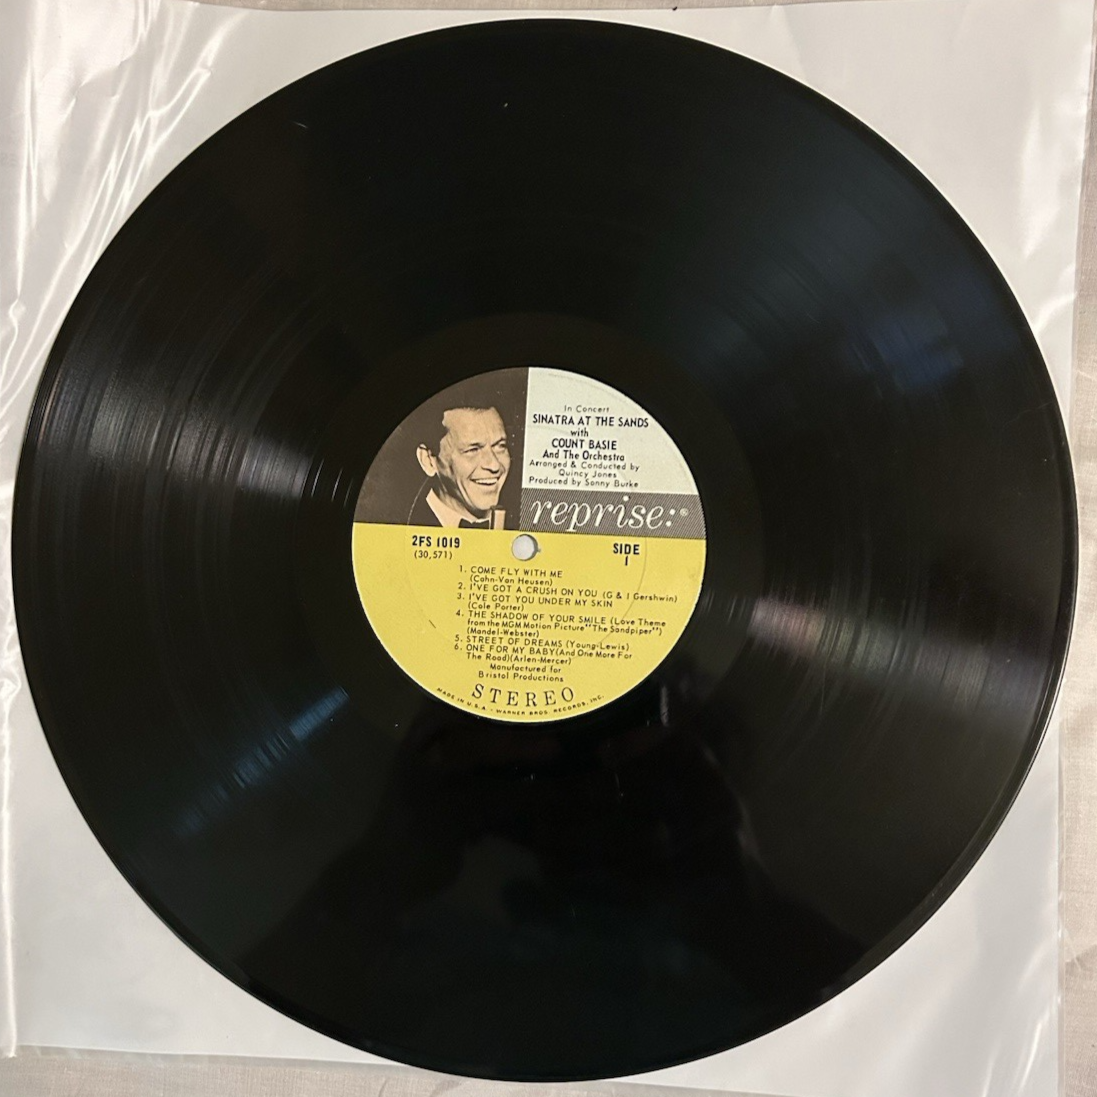 In Concert
SINATRA AT THE SANDS
with
COUNT BASIE
And The Orchestra
Arranged & Conducted by
Quincy Jones
Produced by Sonny Burke
reprise:®
2FS 1019
(30,571)
SIDE
1
1. COME FLY WITH ME
(Cahn-Van Heusen)
2. I'VE GOT A CRUSH ON YOU (G & I Gershwin)
3. I'VE GOT YOU UNDER MY SKIN
(Cole Porter)
4. THE SHADOW OF YOUR SMILE (Love Theme
from the MGM Motion Picture "The Sandpiper")
(Mandel-Webster)
5. STREET OF DREAMS (Young-Lewis)
6. ONE FOR MY BABY(And One More For
The Road)(Arlen-Mercer)
Manufactured for
Bristol Productions
STEREO
MADE IN U.S.A. - WARNER BROS. RECORDS, INC.